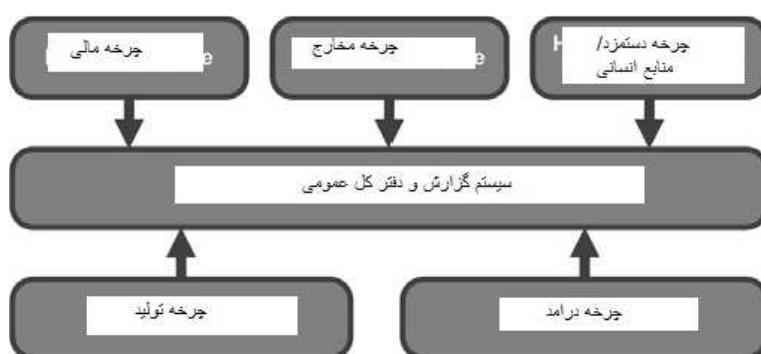 چرخه مالی
چرخه مخارج
چرخه دستمزد/
منابع انسانی
سیستم گزارش و دفتر کل عمومی
چرخه تولید
چرخه درامد